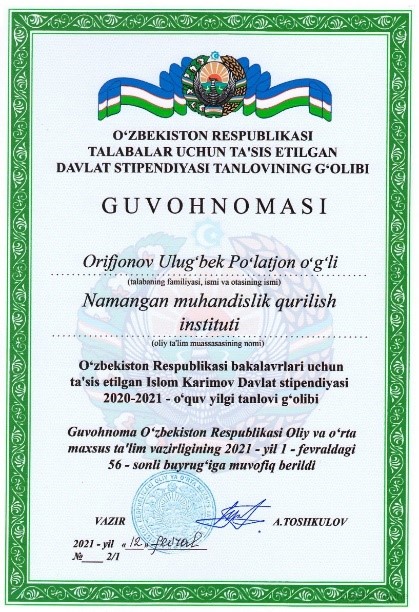 O‘ZBEKISTON RESPUBLIKASI
TALABALAR UCHUN TA'SIS ETILGAN
DAVLAT STIPENDIYASI TANLOVINING G‘OLIBI
GUVOHNOMASI
Orifjonov Ulug‘bek Po‘latjon o‘g‘li
(talabaning familiyasi, ismi va otasining ismi)
Namangan muhandislik qurilish
instituti
(oliy ta'lim muassasasining nomi)
O‘zbekiston Respublikasi bakalavrlari uchun
ta'sis etilgan Islom Karimov Davlat stipendiyasi
2020-2021 - o‘quv yilgi tanlovi g‘olibi
Guvohnoma O‘zbekiston Respublikasi Oliy va o‘rta
maxsus ta'lim vazirligining 2021 - yil 1 - fevraldagi
56 - sonli buyrug‘iga muvofiq berildi
VAZIR A.TOSHKULOV
2021 - yil «12» fevral
№ 2/1